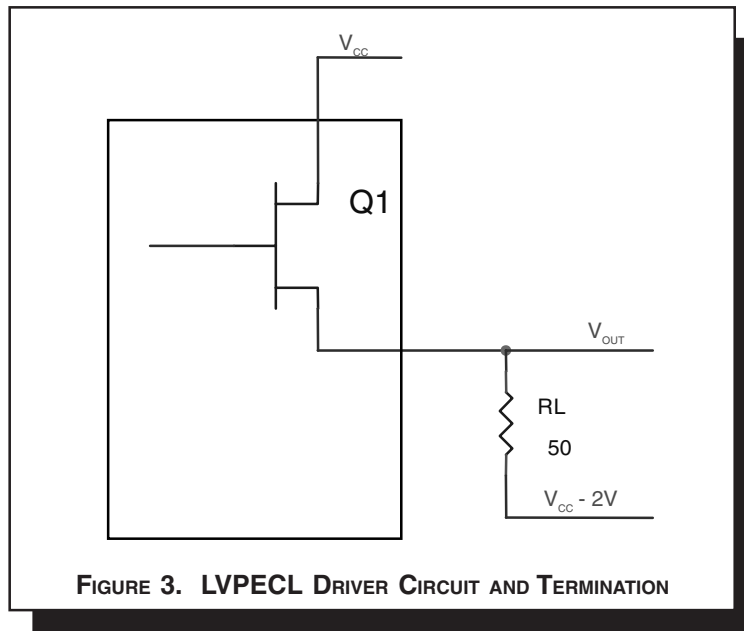 VCC
Q1
VOUT
RL
50
VCC - 2V
FIGURE 3. LVPECL DRIVER CIRCUIT AND TERMINATION